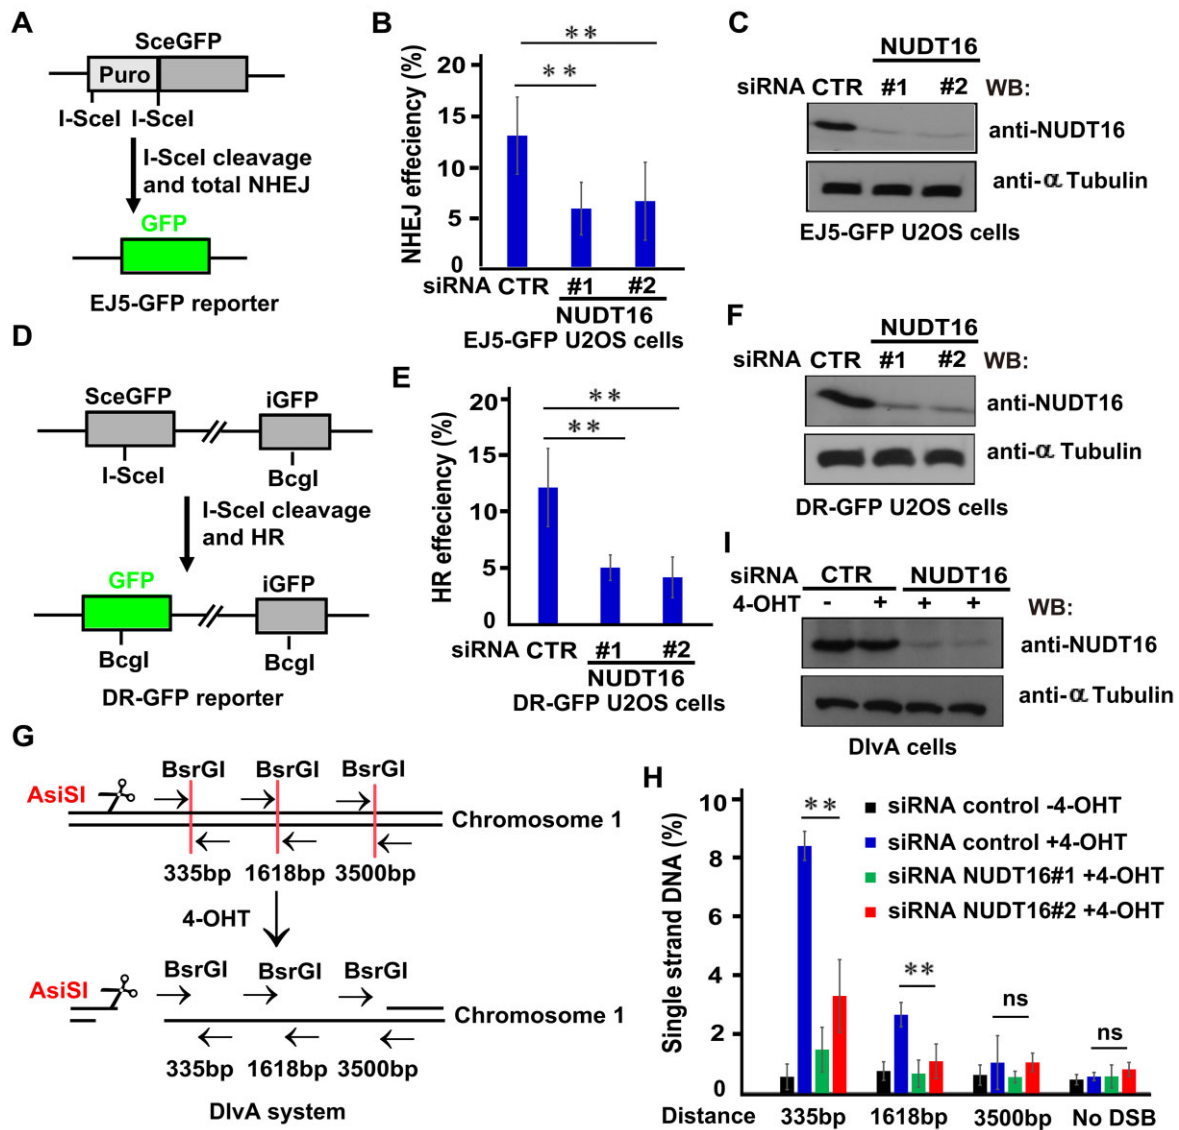 A
SceGFP
Puro
I-SceI I-SceI
I-SceI cleavage
and total NHEJ
GFP
EJ5-GFP reporter
B
NHEJ effeciency (%)
20
15
10
5
0
**
**
siRNA CTR #1 #2
NUDT16
EJ5-GFP U2OS cells
C
NUDT16
siRNA CTR #1 #2 WB:
anti-NUDT16
anti-α Tubulin
EJ5-GFP U2OS cells
D
SceGFP iGFP
I-SceI BcgI
I-SceI cleavage
and HR
GFP iGFP
BcgI BcgI
DR-GFP reporter
E
HR effeciency (%)
20
15
10
5
0
**
**
siRNA CTR #1 #2
NUDT16
DR-GFP U2OS cells
F
NUDT16
siRNA CTR #1 #2 WB:
anti-NUDT16
anti-α Tubulin
DR-GFP U2OS cells
I
siRNA CTR NUDT16
4-OHT - + + + WB:
anti-NUDT16
anti-α Tubulin
DIvA cells
G
BsrGI BsrGI BsrGI
AsiSI
Chromosome 1
335bp 1618bp 3500bp
4-OHT
BsrGI BsrGI BsrGI
AsiSI
Chromosome 1
335bp 1618bp 3500bp
DIvA system
H
Single strand DNA (%)
10
8
6
4
2
0
**
**
ns
ns
siRNA control -4-OHT
siRNA control +4-OHT
siRNA NUDT16#1 +4-OHT
siRNA NUDT16#2 +4-OHT
Distance 335bp 1618bp 3500bp No DSB